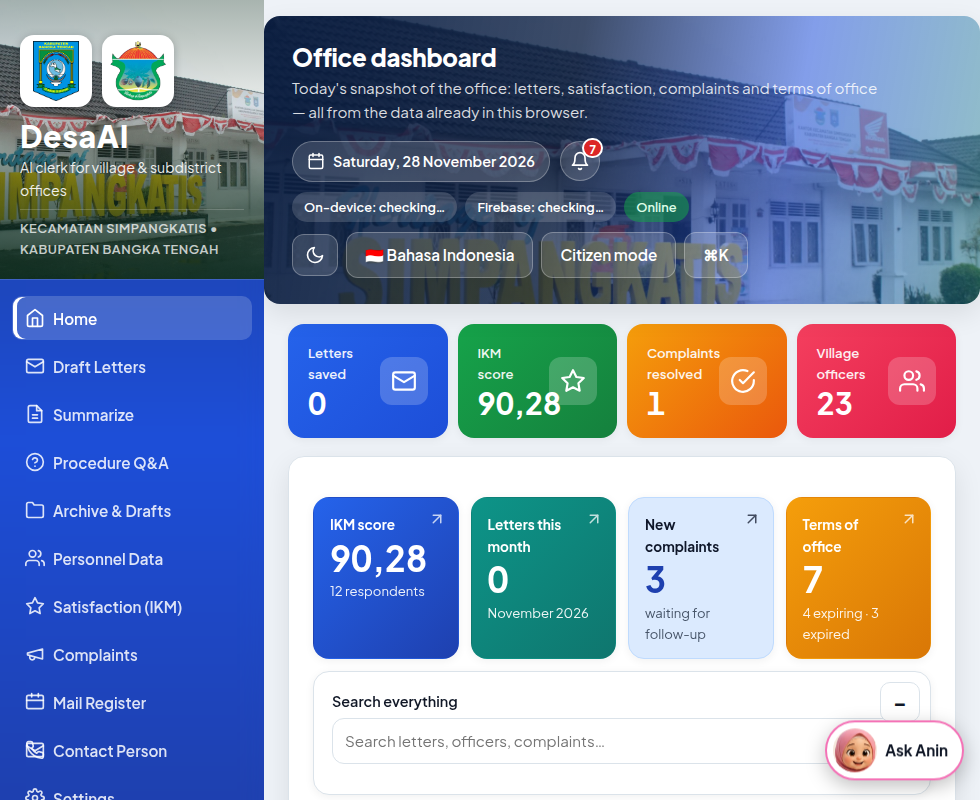 DesaAI
AI clerk for village & subdistrict
offices
KECAMATAN SIMPANGKATIS •
KABUPATEN BANGKA TENGAH
Home
Draft Letters
Summarize
Procedure Q&A
Archive & Drafts
Personnel Data
Satisfaction (IKM)
Complaints
Mail Register
Contact Person
Settings
Office dashboard
Today's snapshot of the office: letters, satisfaction, complaints and terms of office
— all from the data already in this browser.
Saturday, 28 November 2026
7
On-device: checking…
Firebase: checking…
Online
Bahasa Indonesia
Citizen mode
⌘K
Letters
saved
0
IKM
score
90,28
Complaints
resolved
1
Village
officers
23
IKM score
90,28
12 respondents
Letters this
month
0
November 2026
New
complaints
3
waiting for
follow-up
Terms of
office
7
4 expiring · 3
expired
Search everything
–
Search letters, officers, complaints…
Ask Anin